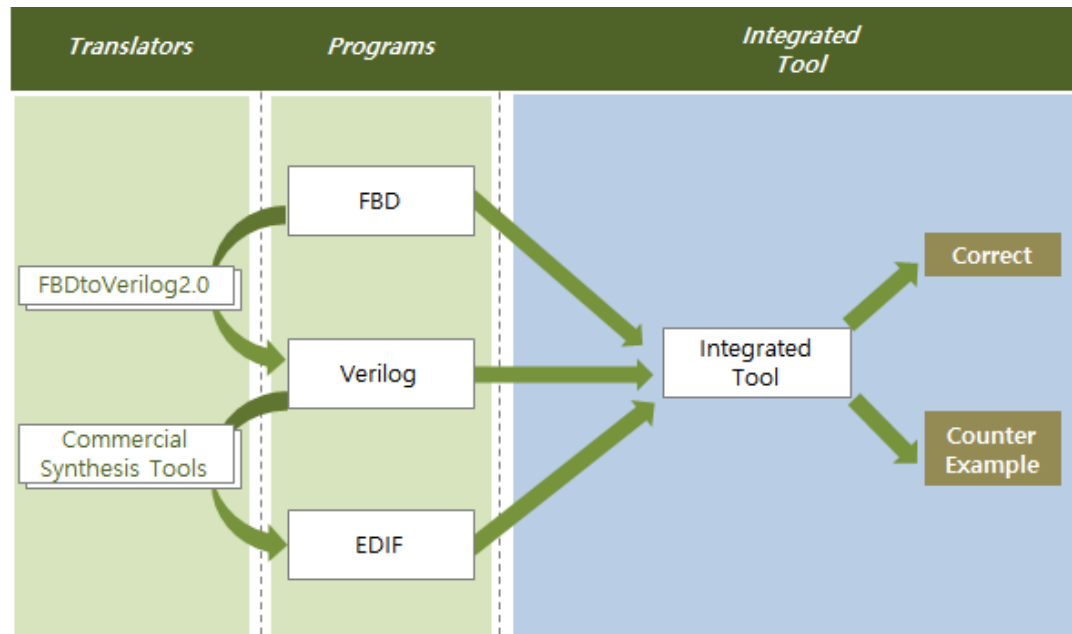 Translators
Programs
Integrated
Tool
FBD
FBDtoVerilog2.0
Verilog
Commercial
Synthesis Tools
EDIF
Integrated
Tool
Correct
Counter
Example